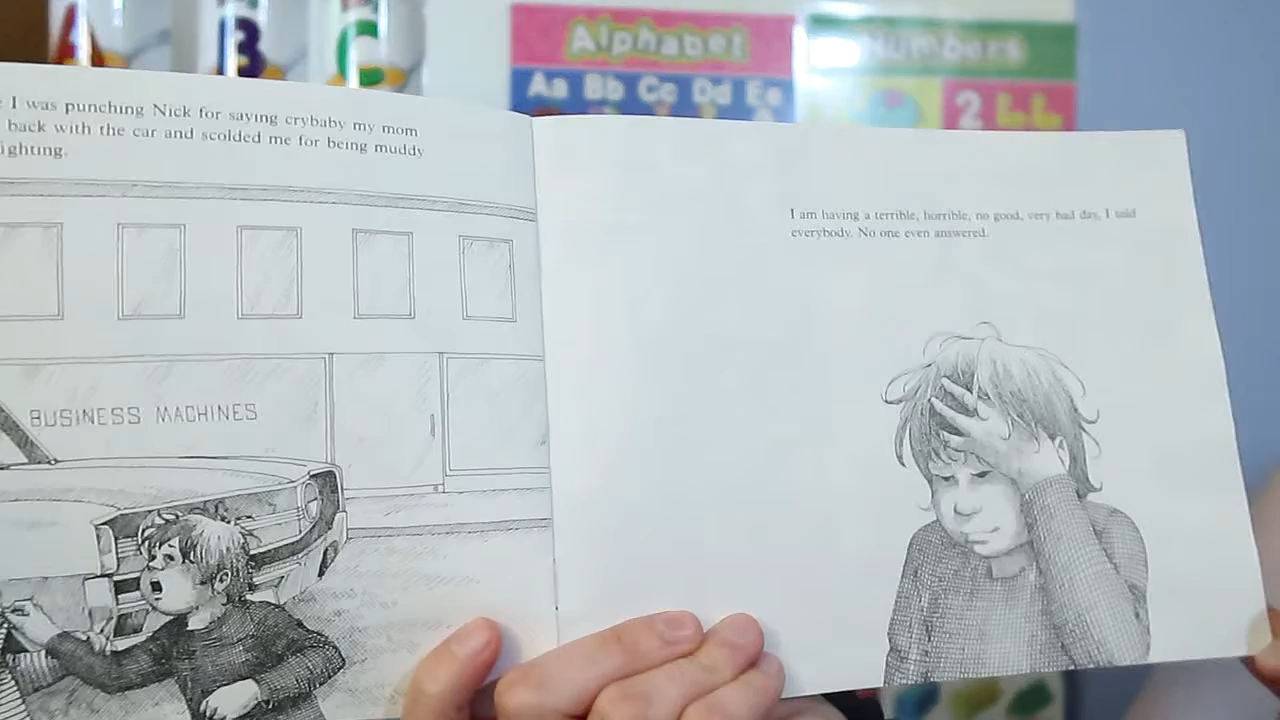 A B C
Alphabet
Aa Bb Cc Dd Ee
Numbers
2
I was punching Nick for saying crybaby my mom
back with the car and scolded me for being muddy
ighting.
BUSINESS MACHINES
I am having a terrible, horrible, no good, very bad day, I told
everybody. No one even answered.